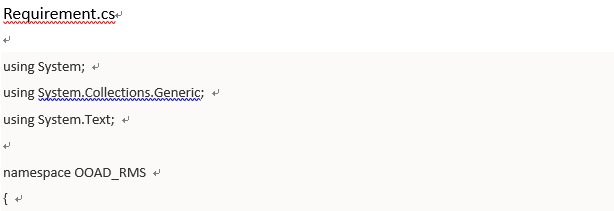 Requirement.cs
using System;
using System.Collections.Generic;
using System.Text;
namespace OOAD_RMS
{